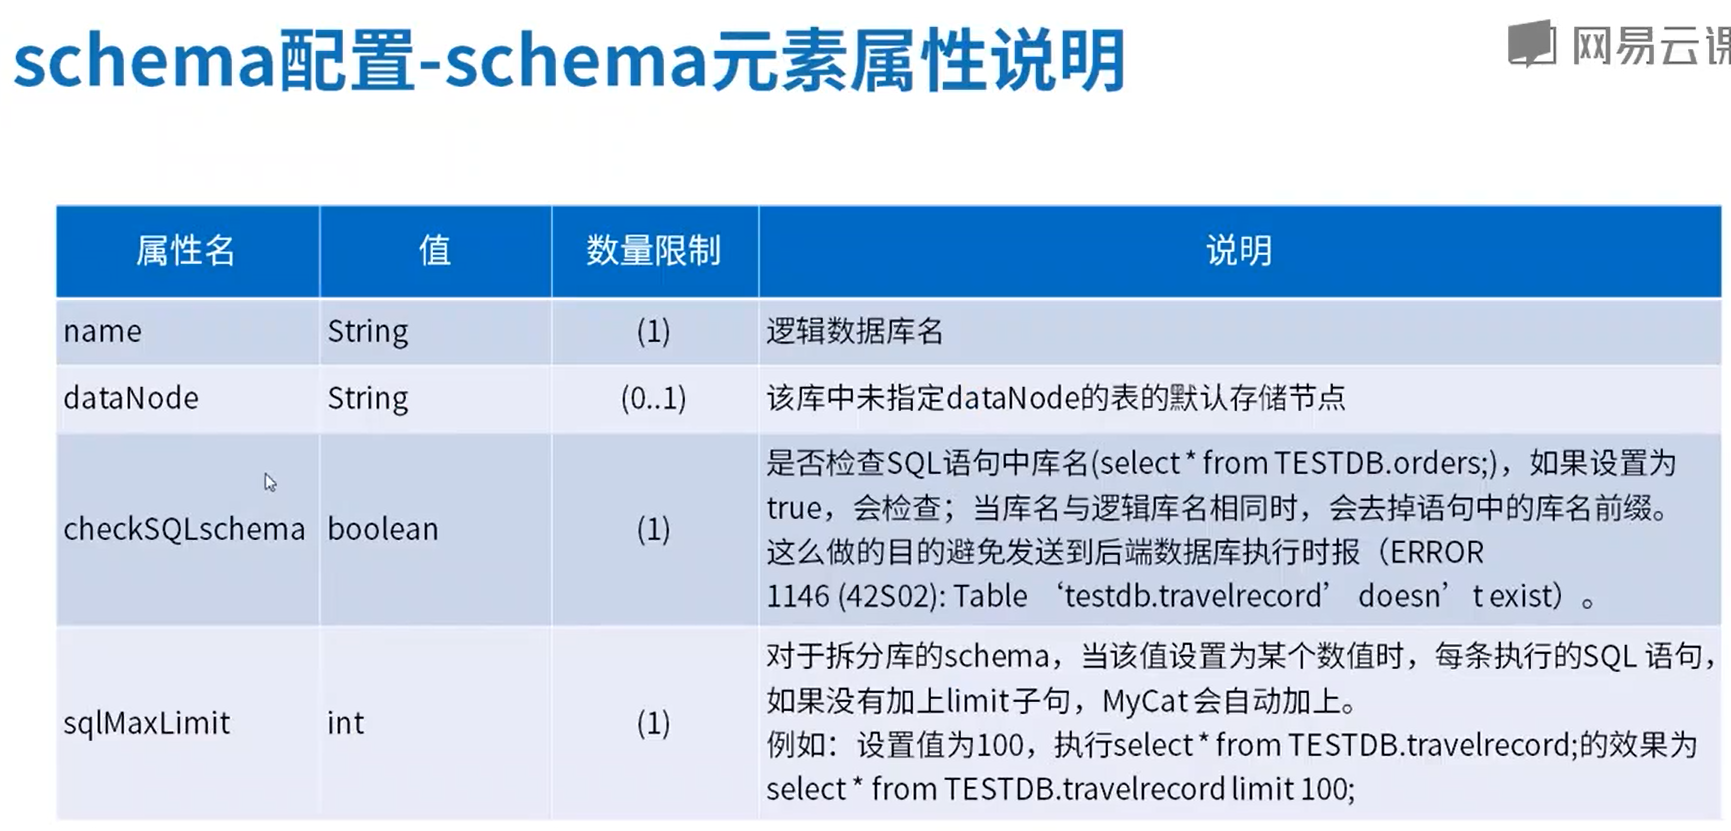 schema配置-schema元素属性说明
网易云课
属性名 值 数量限制 说明
name String (1) 逻辑数据库名
dataNode String (0..1) 该库中未指定dataNode的表的默认存储节点
checkSQLschema boolean (1)
是否检查SQL语句中库名(select * from TESTDB.orders;)，如果设置为
true，会检查；当库名与逻辑库名相同时，会去掉语句中的库名前缀。
这么做的目的避免发送到后端数据库执行时报（ERROR
1146 (42S02): Table ‘testdb.travelrecord’ doesn’t exist）。
sqlMaxLimit int (1)
对于拆分库的schema，当该值设置为某个数值时，每条执行的SQL 语句，
如果没有加上limit子句，MyCat会自动加上。
例如：设置值为100，执行select * from TESTDB.travelrecord;的效果为
select * from TESTDB.travelrecord limit 100;